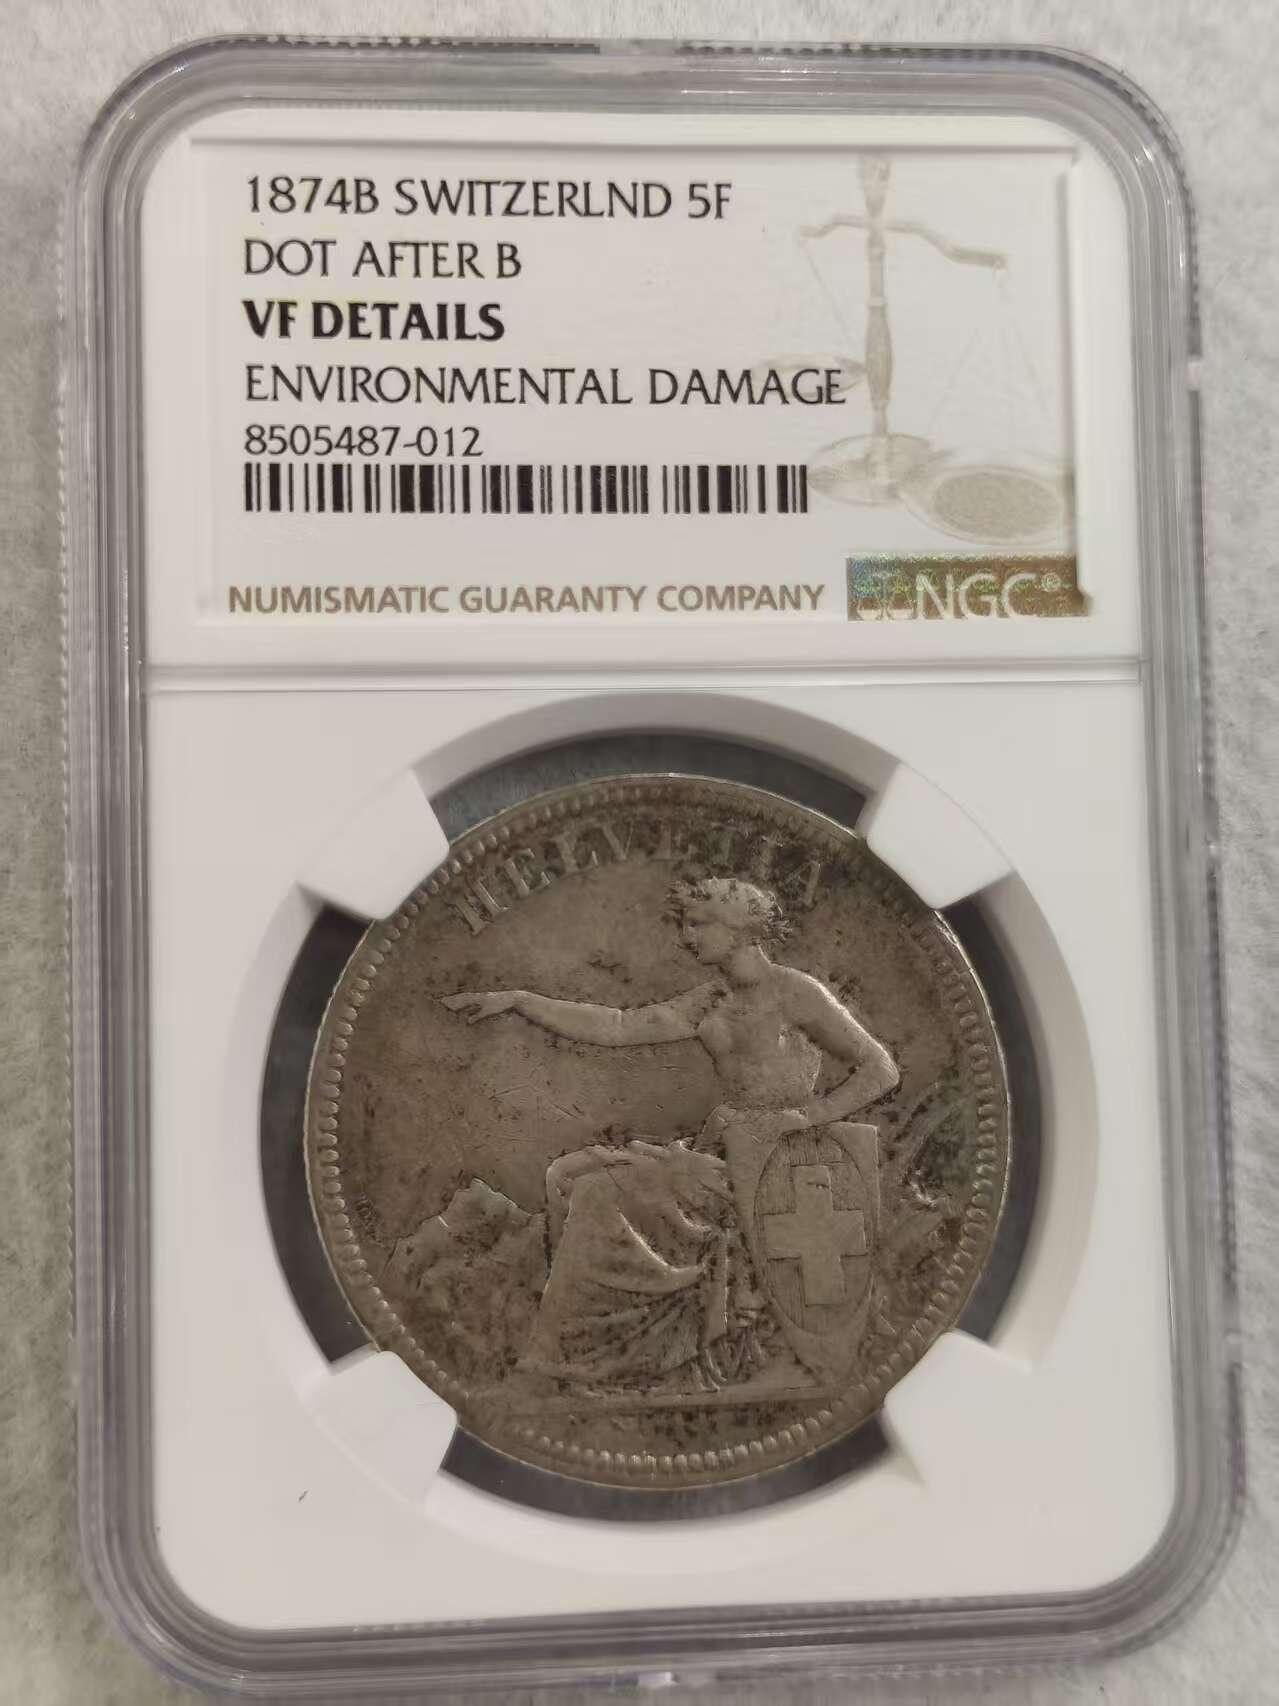 1874B SWITZERLND 5F
DOT AFTER B
VF DETAILS
ENVIRONMENTAL DAMAGE
8505487-012
NUMISMATIC GUARANTY COMPANY NGC®
HELVETIA